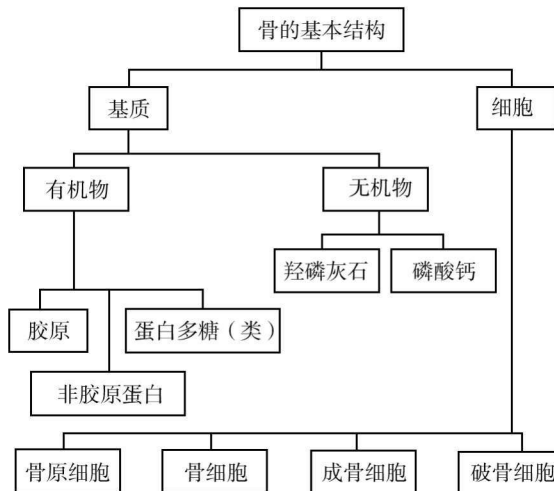 骨的基本结构
基质
细胞
有机物
无机物
羟磷灰石
磷酸钙
胶原
蛋白多糖（类）
非胶原蛋白
骨原细胞
骨细胞
成骨细胞
破骨细胞